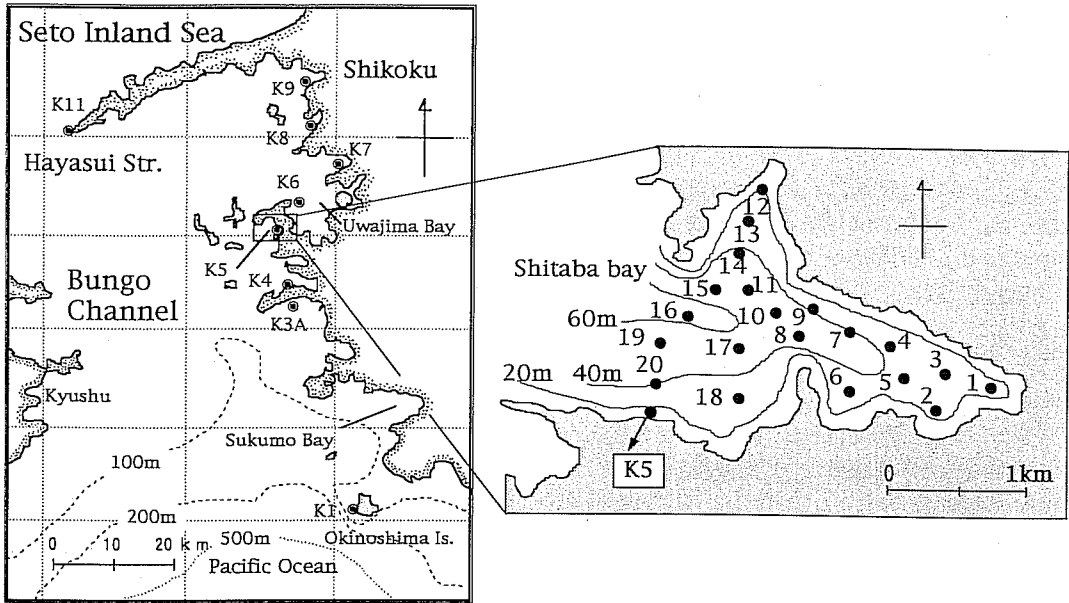 Seto Inland Sea
Shikoku
K9
K11
K8
Hayasui Str.
K7
K6
Uwajima Bay
K5
K4
Bungo
Channel
K3A
Kyushu
Sukumo Bay
100m
200m
K1
Okinoshima Is.
0 10 20 km
500m
Pacific Ocean
12
13
14
Shitaba bay
15
11
16
10
9
60m
19
17
8
7
4
20
3
20m
40m
18
6
5
2
1
K5
0
1km